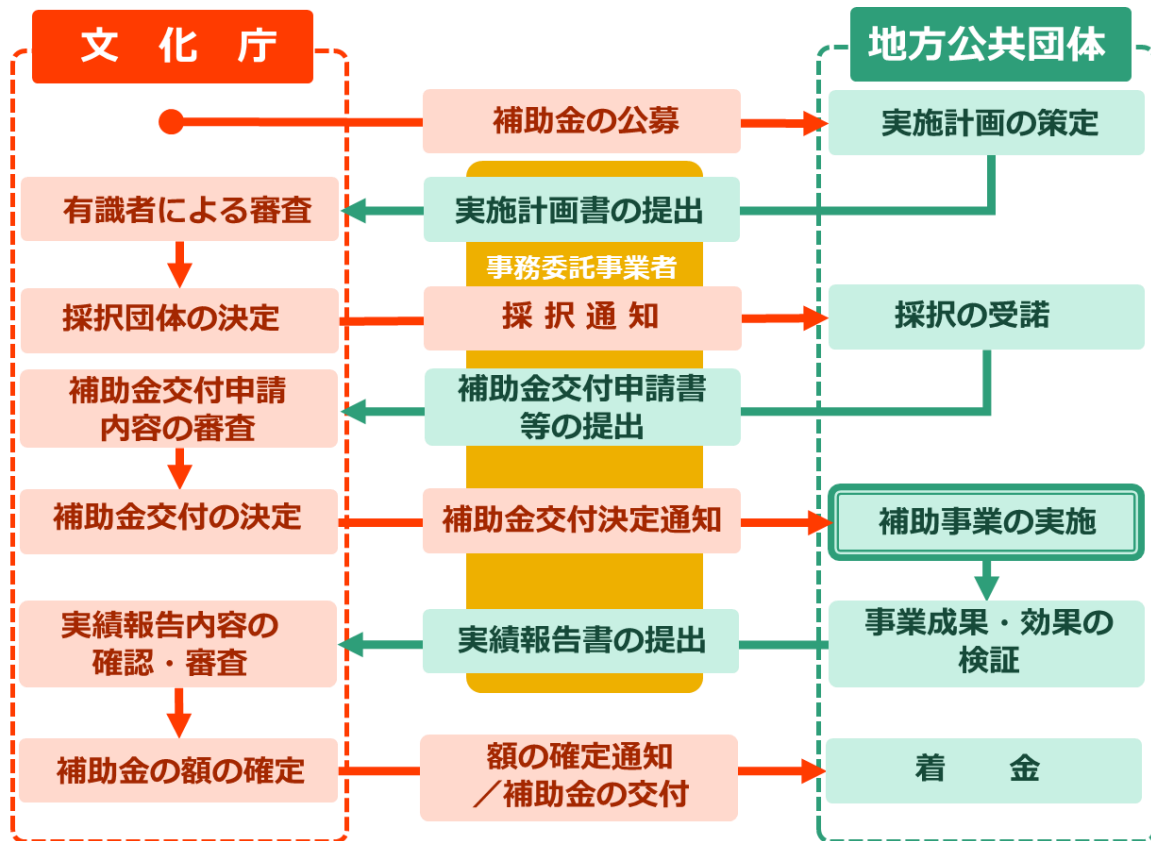 文 化 庁
地方公共団体
補助金の公募
実施計画の策定
有識者による審査
実施計画書の提出
事務委託事業者
採択団体の決定
採 択 通 知
採択の受諾
補助金交付申請
内容の審査
補助金交付申請書
等の提出
補助金交付の決定
補助金交付決定通知
補助事業の実施
実績報告内容の
確認・審査
実績報告書の提出
事業成果・効果の
検証
補助金の額の確定
額の確定通知
／補助金の交付
着 金